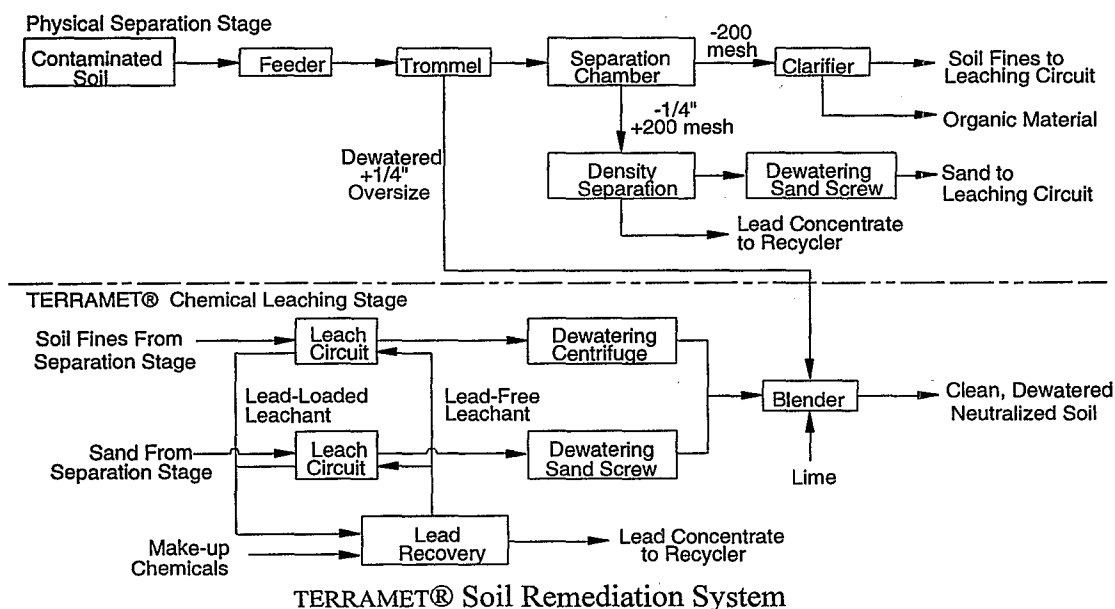 Physical Separation Stage
Contaminated
Soil
Feeder
Trommel
Separation
Chamber
-200
mesh
Clarifier
Soil Fines to
Leaching Circuit
Organic Material
-1/4"
+200 mesh
Dewatered
+1/4"
Oversize
Density
Separation
Dewatering
Sand Screw
Sand to
Leaching Circuit
Lead Concentrate
to Recycler
TERRAMET® Chemical Leaching Stage
Soil Fines From
Separation Stage
Leach
Circuit
Dewatering
Centrifuge
Lead-Loaded
Leachant
Lead-Free
Leachant
Blender
Clean, Dewatered
Neutralized Soil
Sand From
Separation Stage
Leach
Circuit
Dewatering
Sand Screw
Lime
Make-up
Chemicals
Lead
Recovery
Lead Concentrate
to Recycler
TERRAMET® Soil Remediation System